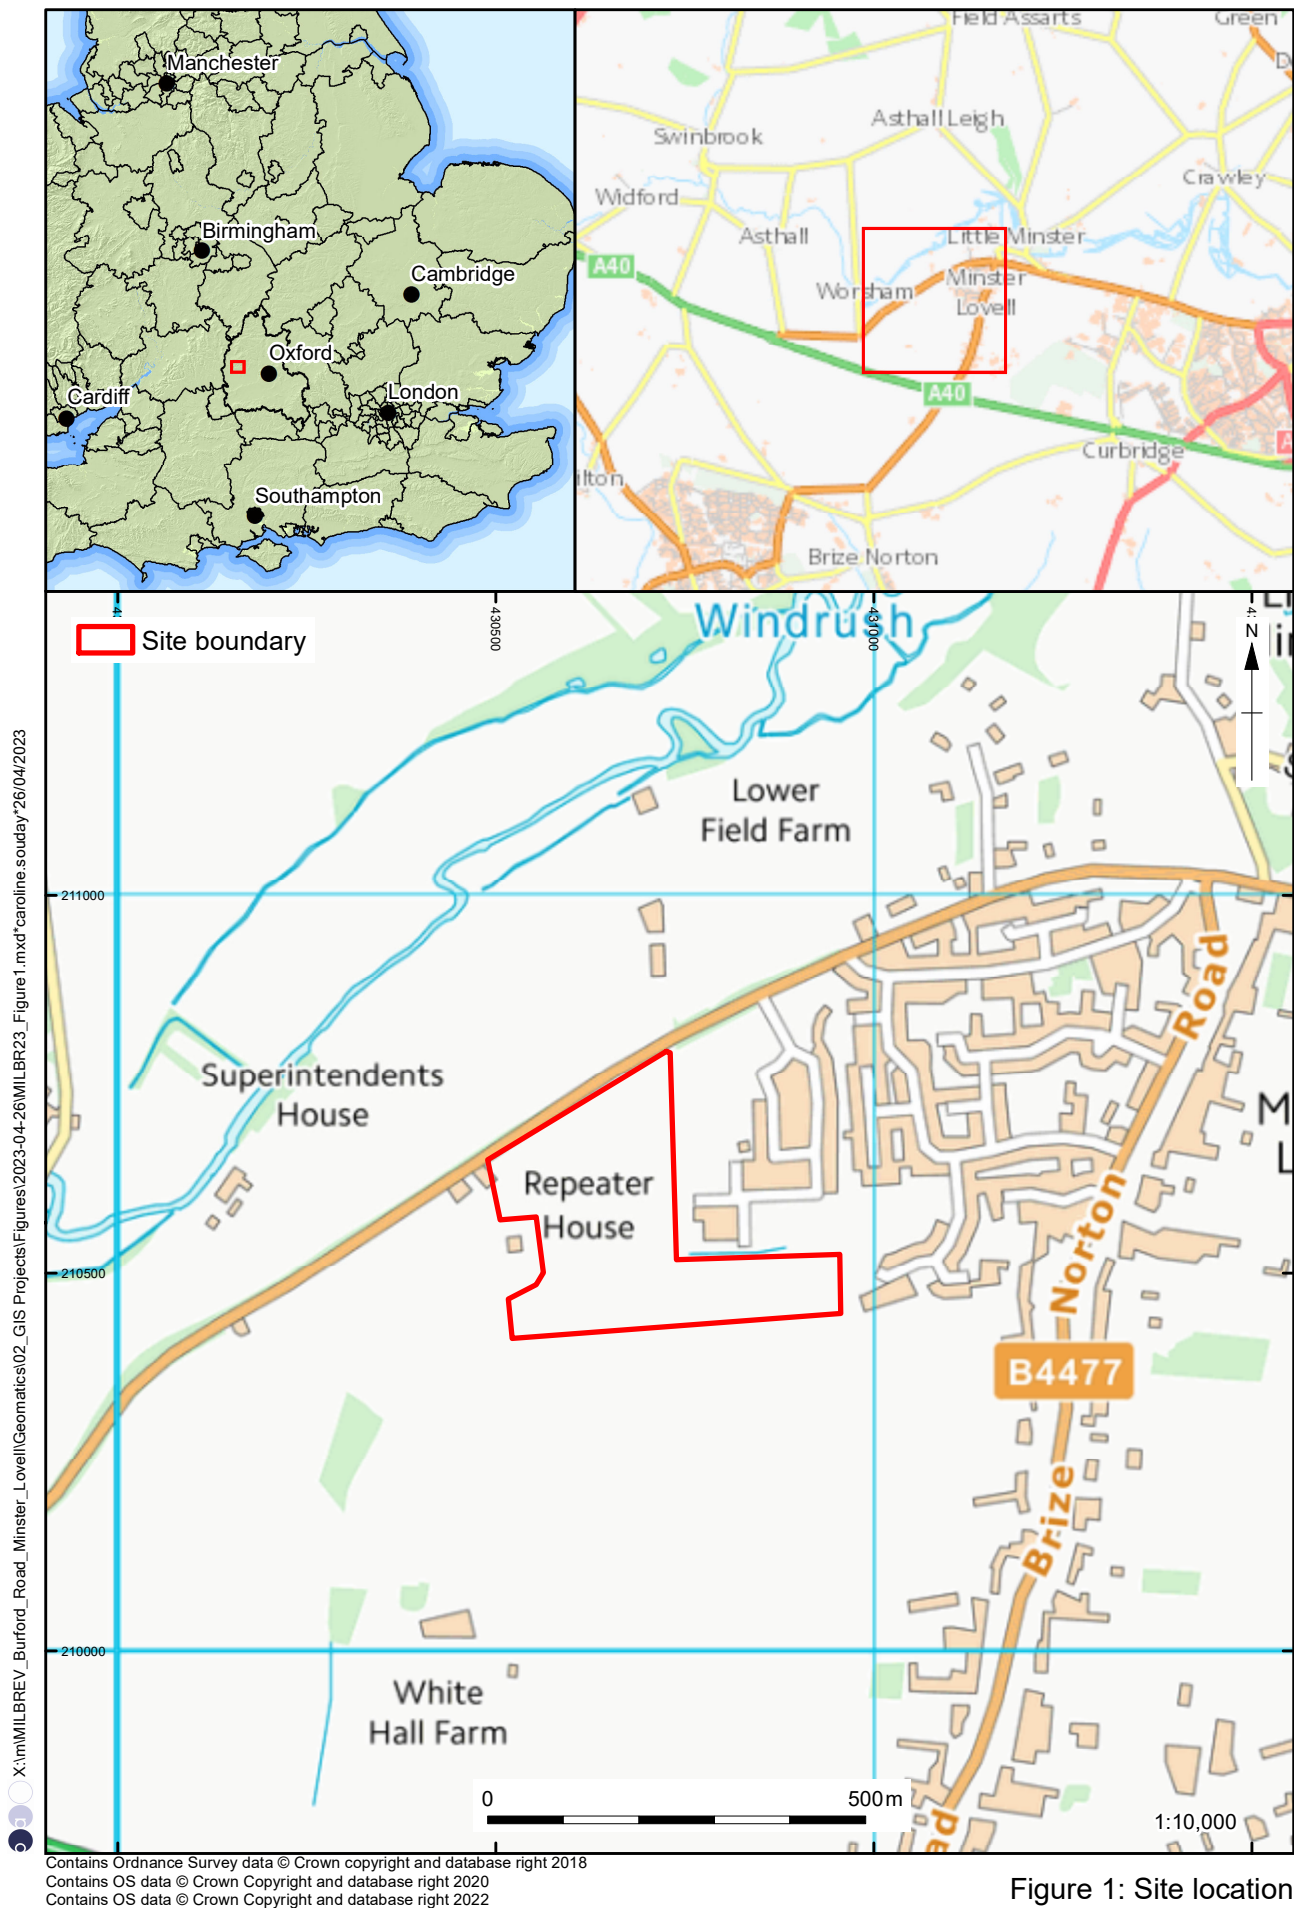 Manchester
Birmingham
Cambridge
Oxford
London
Cardiff
Southampton
Field Assarts
Green
Asthall Leigh
Swinbrook
Crawley
Widford
Asthall
Little Minster
A40
Worsham
Minster
Lovell
A40
Curbridge
ilton
Brize Norton
Site boundary
430500
Windrush
431000
N
Lower
Field Farm
211000
Superintendents
House
Repeater
House
210500
Brize Norton Road
B4477
210000
White
Hall Farm
ad
0 500m
1:10,000
X:\m\MILBREV_Burford_Road_Minster_Lovell\Geomatics\02_GIS Projects\Figures\2023-04-26\MILBR23_Figure1.mxd*caroline.souday*26/04/2023
Contains Ordnance Survey data © Crown copyright and database right 2018
Contains OS data © Crown Copyright and database right 2020
Contains OS data © Crown Copyright and database right 2022
Figure 1: Site location